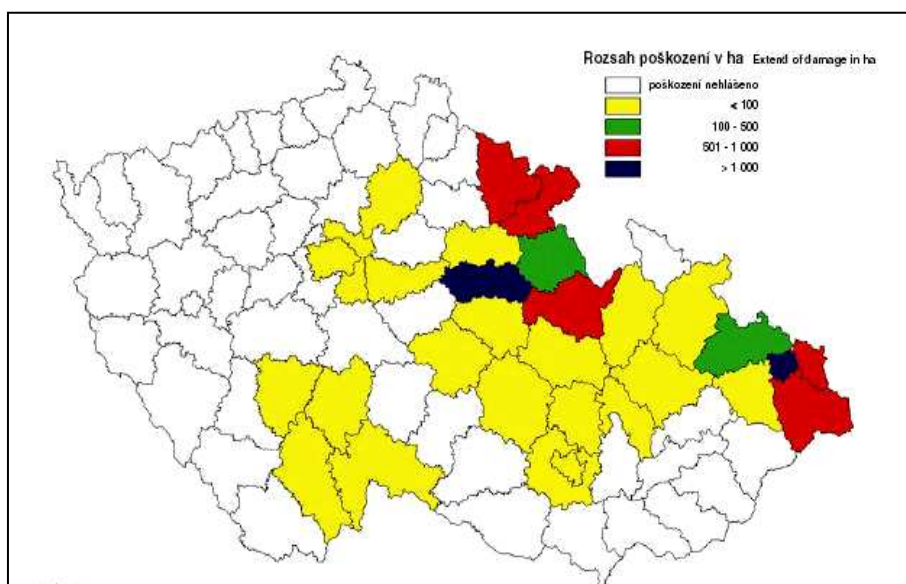 Rozsah poškození v ha Extend of damage in ha
poškození nehlášeno
< 100
100 - 500
501 - 1 000
> 1 000